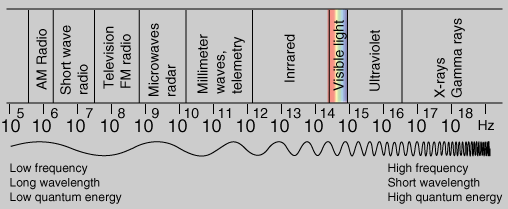 AM Radio
Short wave
radio
Television
FM radio
Microwaves
radar
Millimeter
waves,
telemetry
Inrrared
Visible light
Ultraviolet
X-rays
Gamma rays
10^5 10^6 10^7 10^8 10^9 10^10 10^11 10^12 10^13 10^14 10^15 10^16 10^17 10^18 Hz
Low frequency
Long wavelength
Low quantum energy
High frequency
Short wavelength
High quantum energy